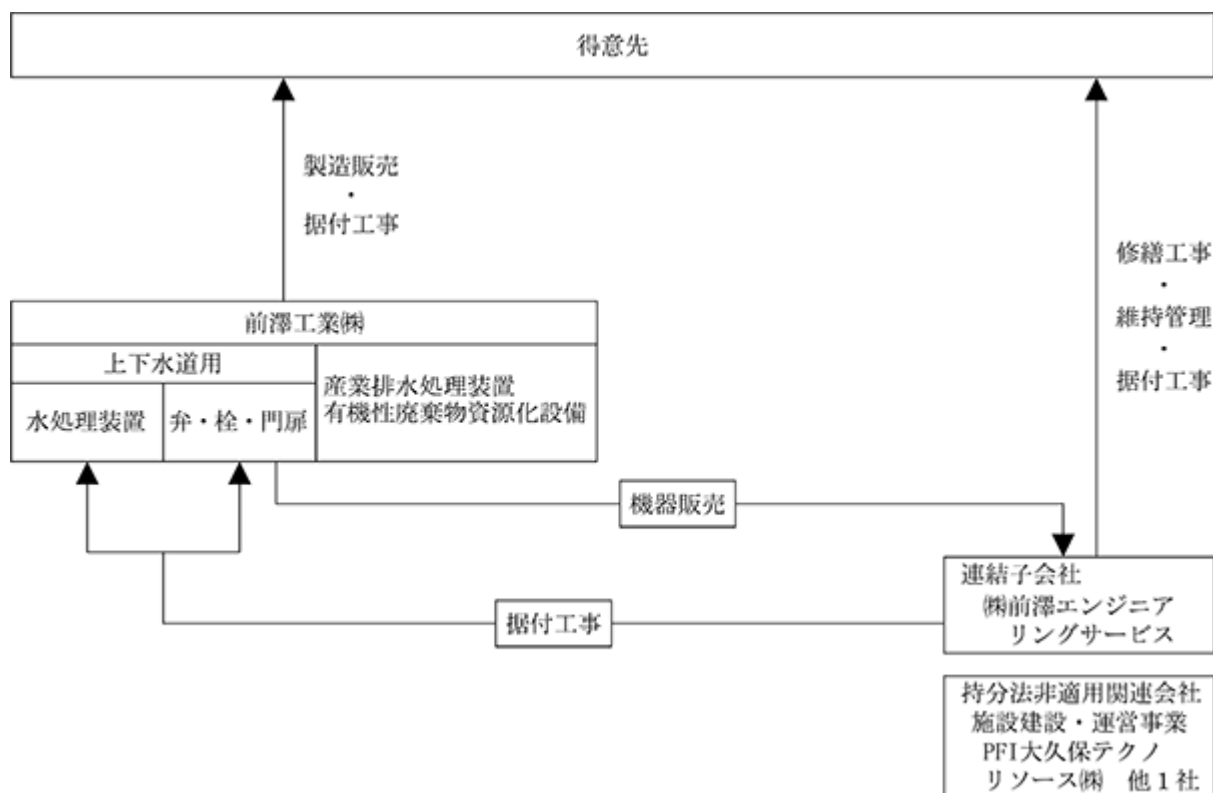 得意先
製造販売
・
据付工事
修繕工事
・
維持管理
・
据付工事
前澤工業㈱
上下水道用
水処理装置
弁・栓・門扉
産業排水処理装置
有機性廃棄物資源化設備
機器販売
連結子会社
㈱前澤エンジニア
リングサービス
据付工事
持分法非適用関連会社
施設建設・運営事業
PFI大久保テクノ
リソース㈱　他１社